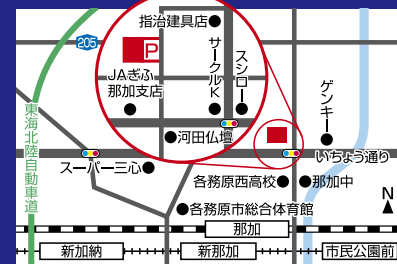 指治建具店
205
P
サークルK
スシロー
JAぎふ
那加支店
ゲンキー
河田仏壇
東海北陸自動車道
いちょう通り
スーパー三心
各務原西高校
那加中
N
各務原市総合体育館
那加
新加納
新那加
市民公園前